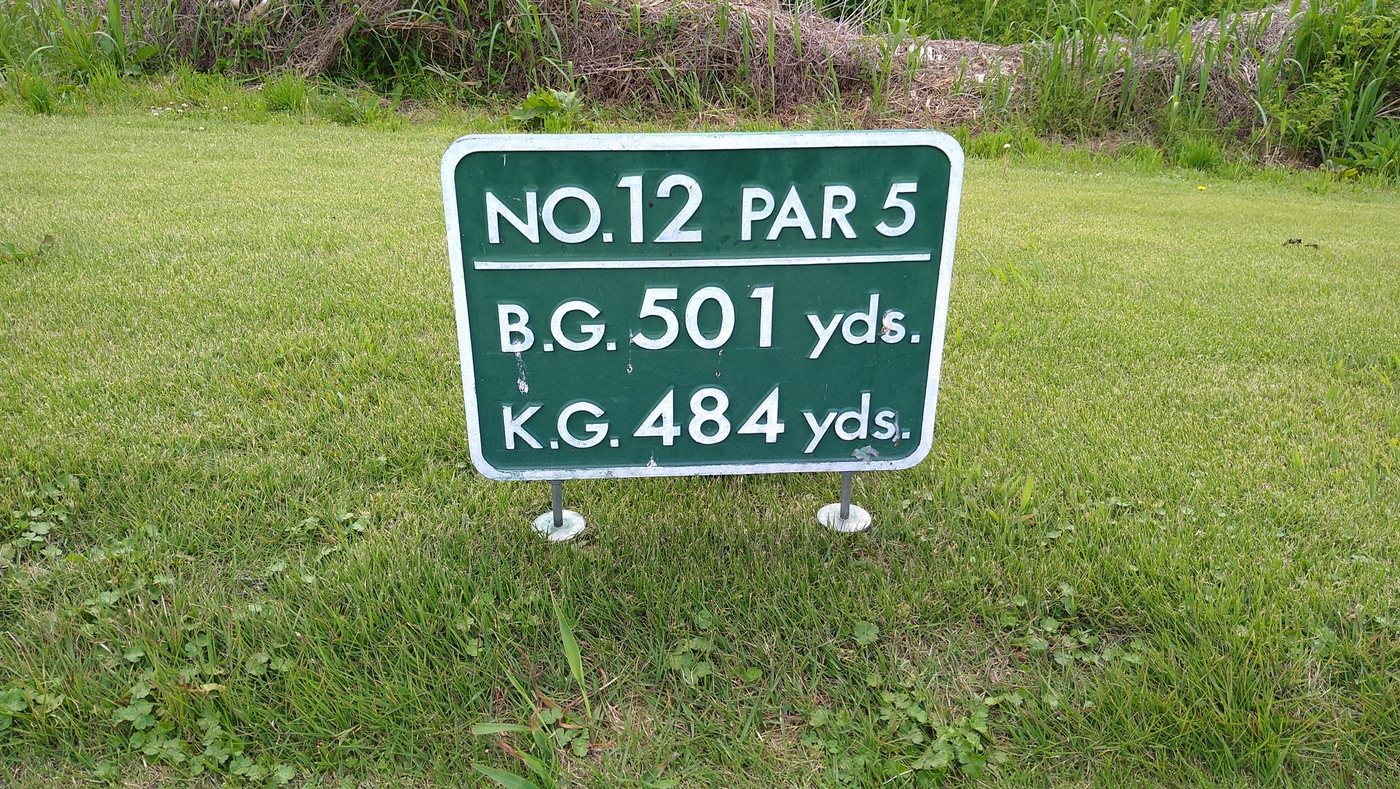 NO.12 PAR 5
B.G. 501 yds.
K.G. 484 yds.